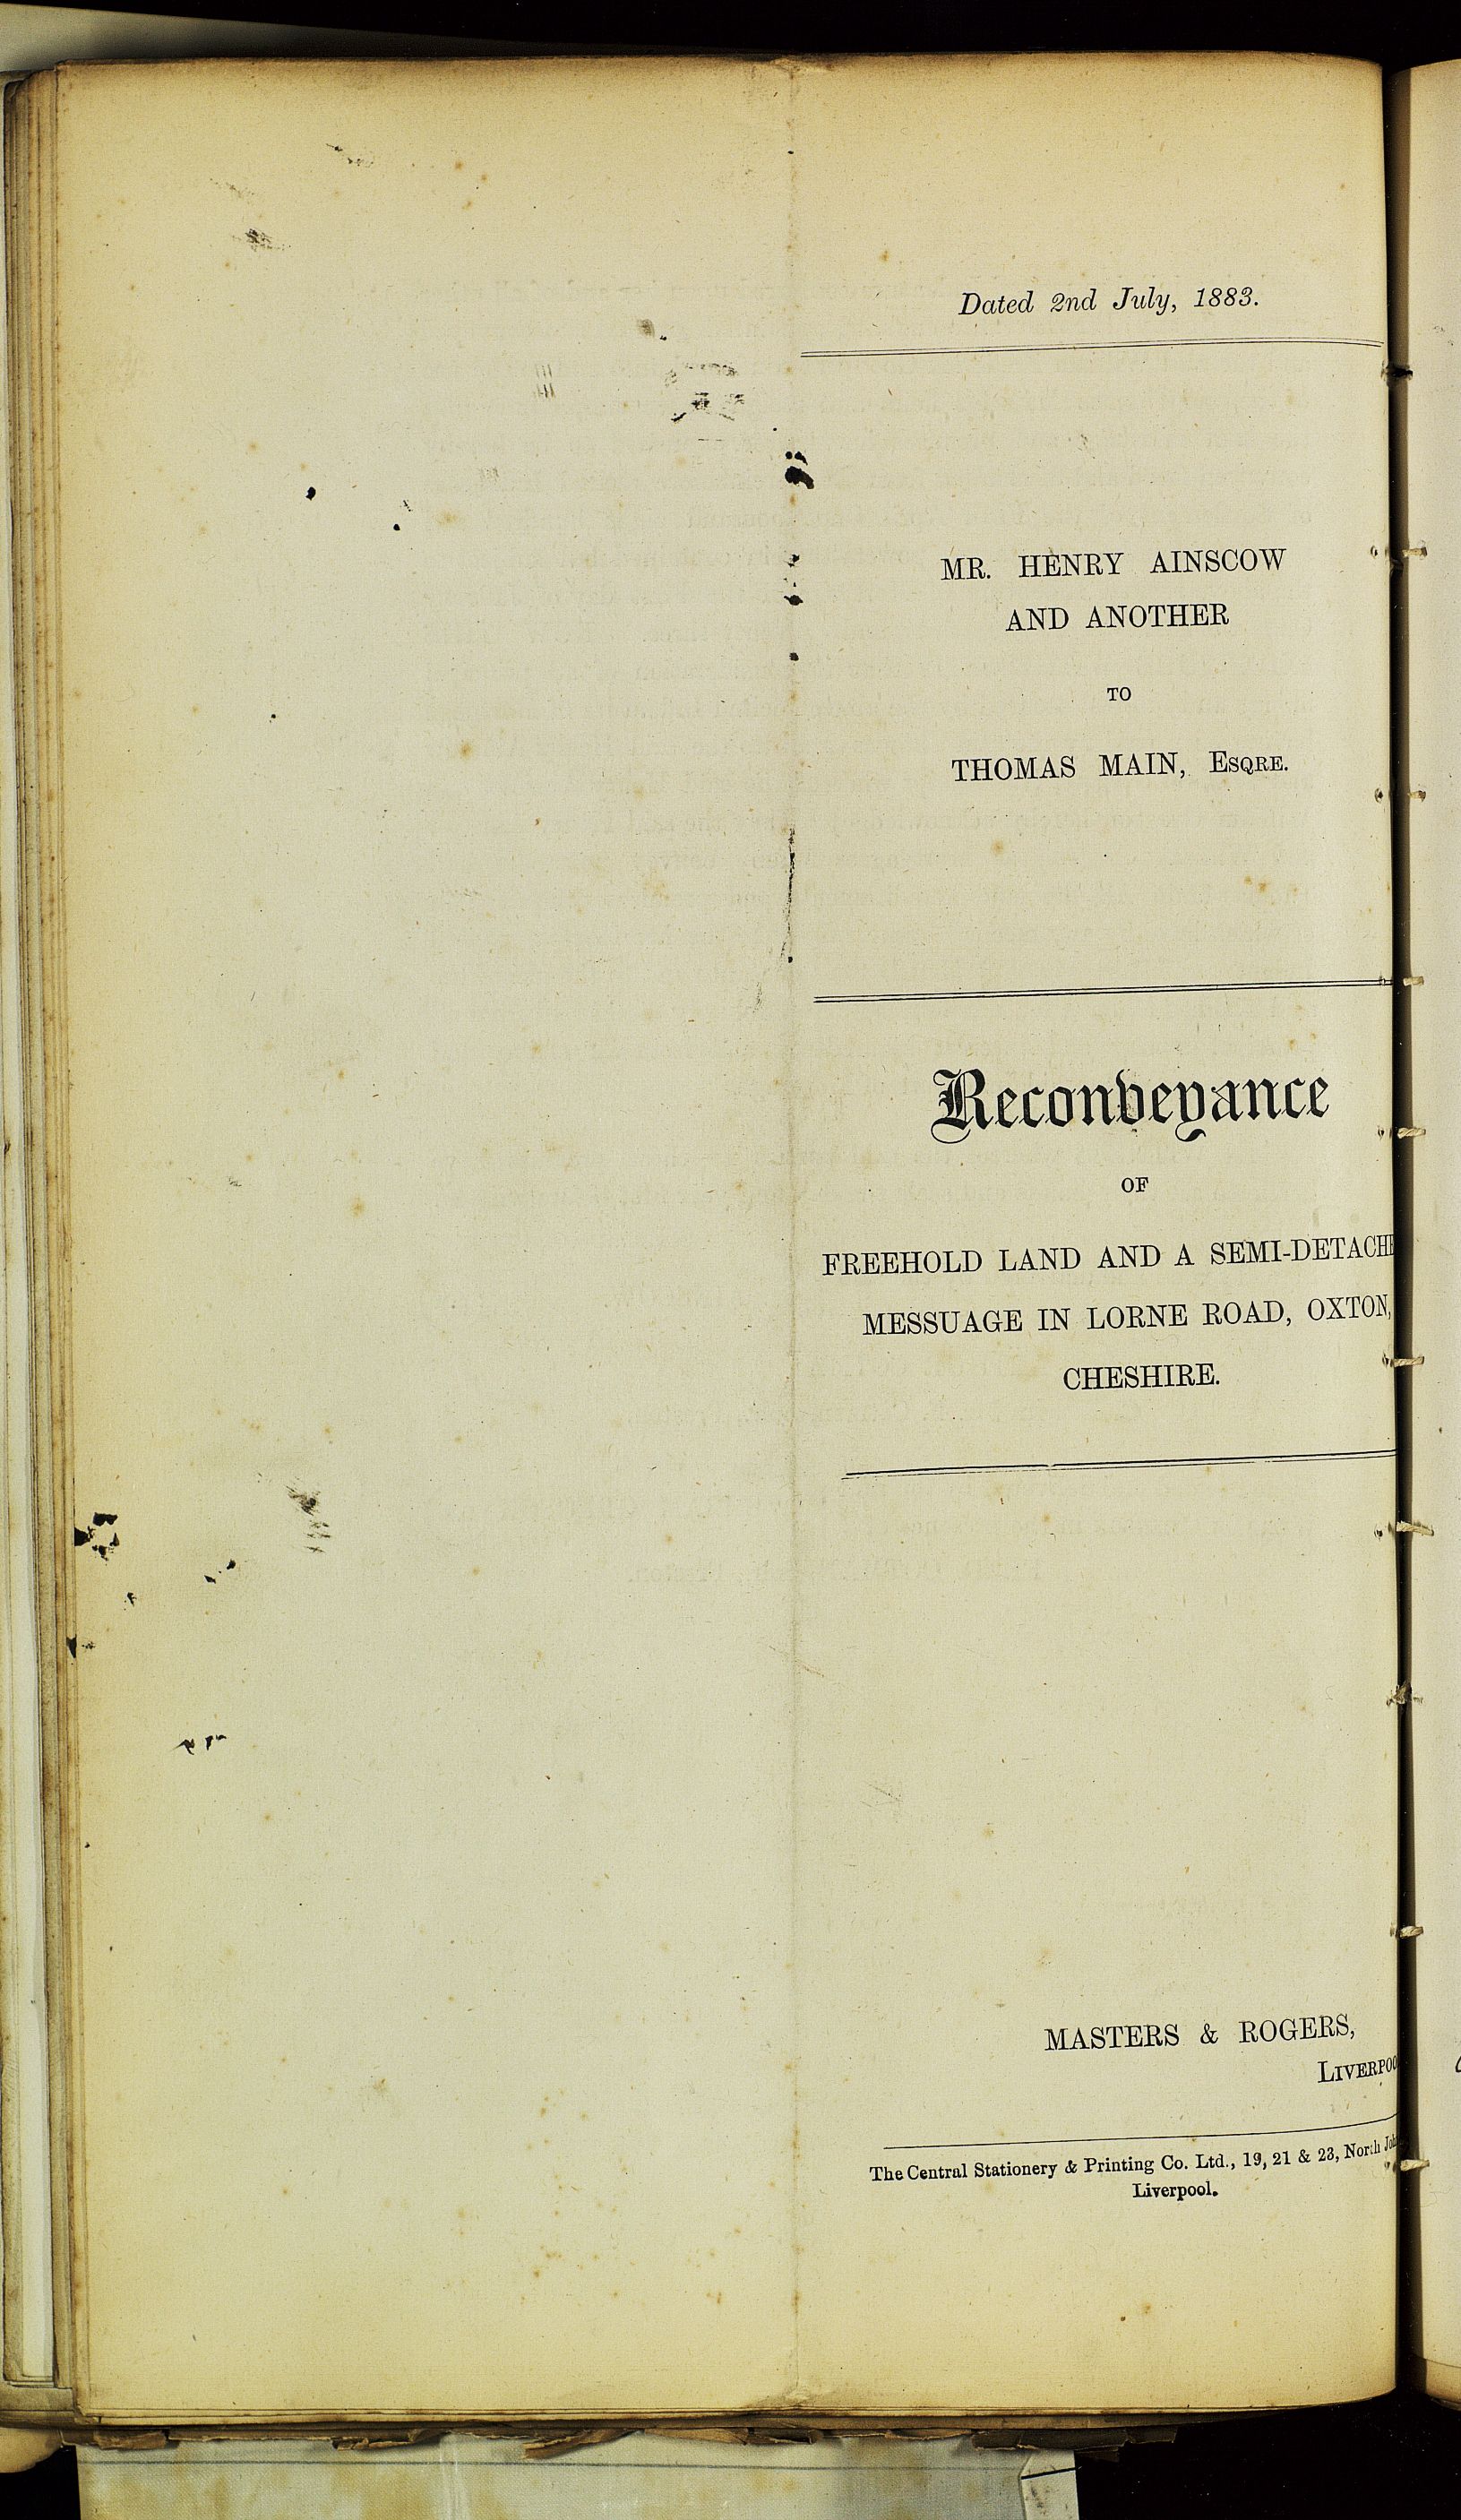 Dated 2nd July, 1883.
MR. HENRY AINSCOW
AND ANOTHER
TO
THOMAS MAIN, ESQRE.
Reconveyance
OF
FREEHOLD LAND AND A SEMI-DETACHE
MESSUAGE IN LORNE ROAD, OXTON,
CHESHIRE.
MASTERS & ROGERS,
LIVERPOO
The Central Stationery & Printing Co. Ltd., 19, 21 & 23, North
Liverpool.